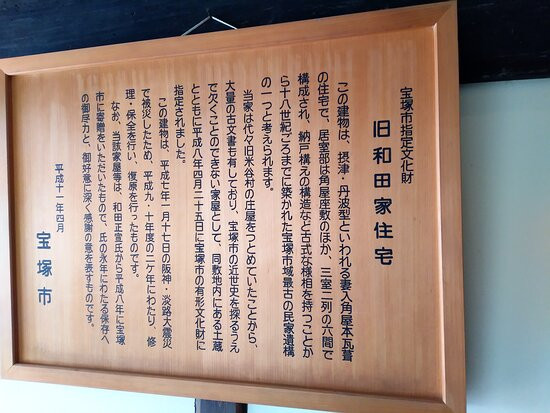 宝塚市指定文化財
旧和田家住宅
この建物は、摂津・丹波型といわれる妻入角屋本瓦葺
の住宅で、居室部は角屋座敷のほか、三室二列の六間で
構成され、納戸構えの構造など古式な様相を持つことか
ら十八世紀ごろまでに築かれた宝塚市域最古の民家遺構
の一つと考えられます。
当家は代々旧米谷村の庄屋をつとめていたことから、
大量の古文書も有しており、宝塚市の近世史を探るうえ
で欠くことのできない家屋として、同敷地内にある土蔵
とともに平成八年四月二十五日に宝塚市の有形文化財に
指定されました。
この建物は、平成七年一月十七日の阪神・淡路大震災
で被災したため、平成九・十年度の二ケ年にわたり、修
理・保全を行い、復原を行ったものです。
なお、当該家屋等は、和田正宣氏から平成八年に宝塚
市に寄贈をいただいたもので、氏の永年にわたる保存へ
の御尽力と、御好意に深く感謝の意を表すものです。
平成十一年四月
宝塚市